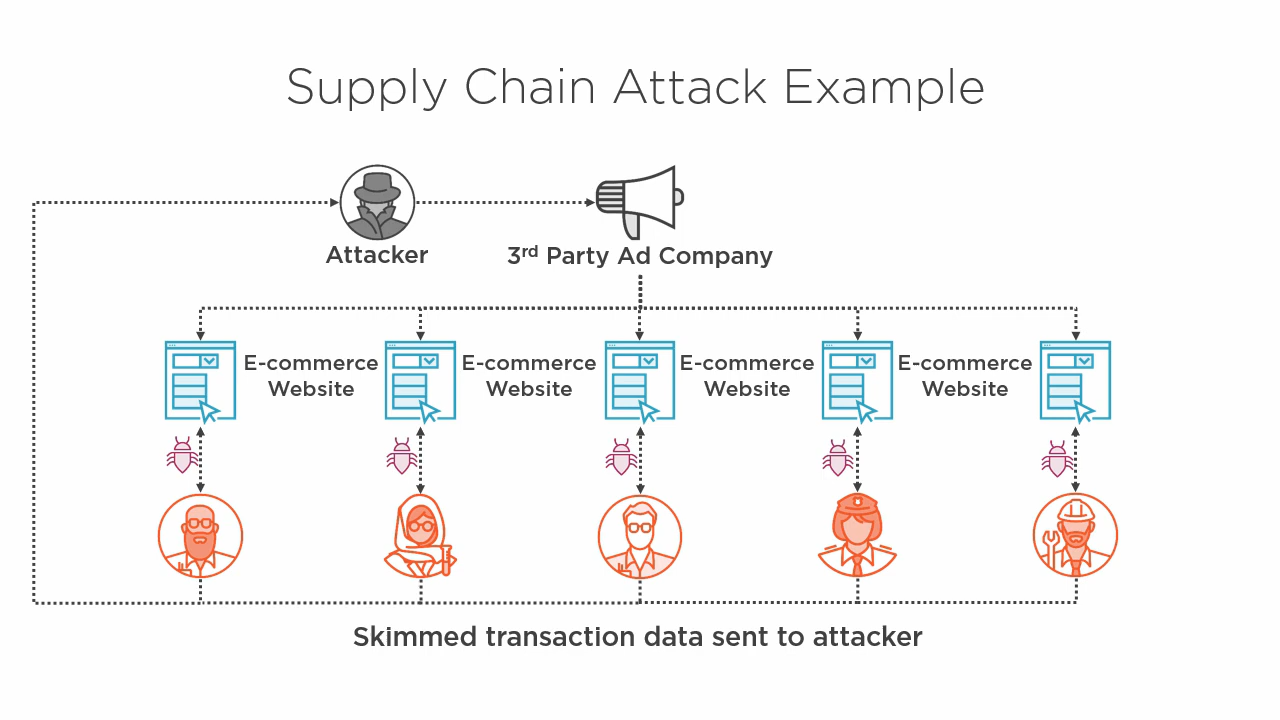 Supply Chain Attack Example
Attacker
3rd Party Ad Company
E-commerce
Website
E-commerce
Website
E-commerce
Website
E-commerce
Website
Skimmed transaction data sent to attacker